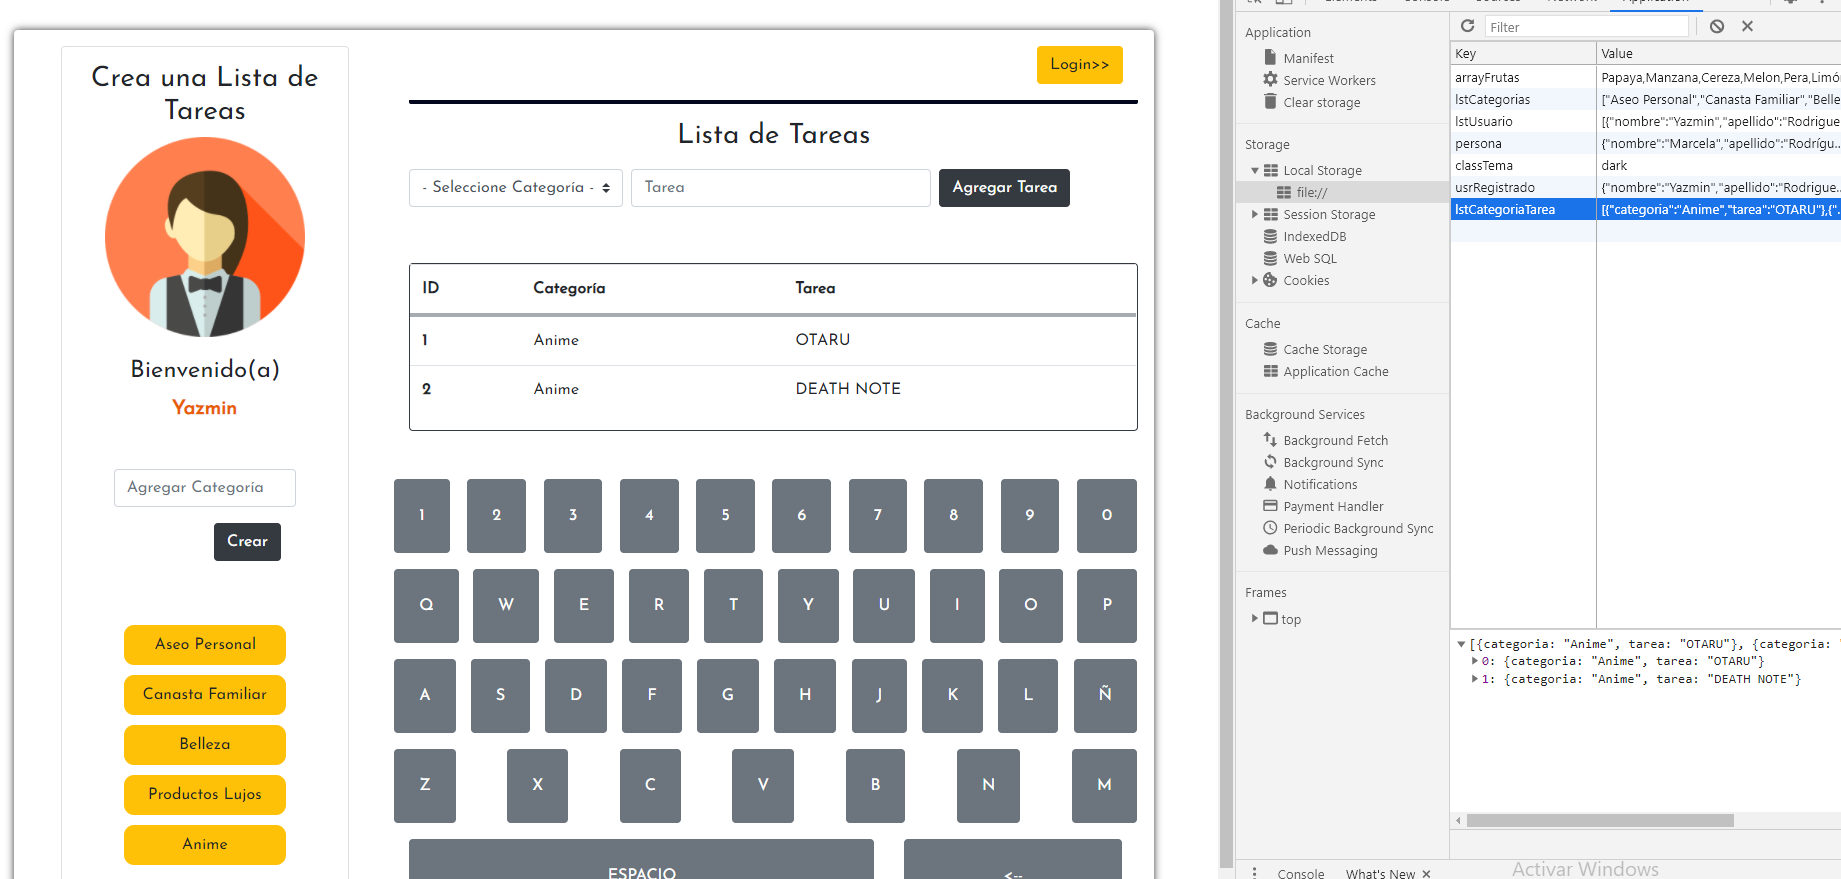 Crea una Lista de
Tareas
Bienvenido(a)
Yazmin
Agregar Categoría
Crear
Aseo Personal
Canasta Familiar
Belleza
Productos Lujos
Anime
Login>>
Lista de Tareas
- Seleccione Categoría -
Tarea
Agregar Tarea
ID Categoría Tarea
1 Anime OTARU
2 Anime DEATH NOTE
1 2 3 4 5 6 7 8 9 0
Q W E R T Y U I O P
A S D F G H J K L Ñ
Z X C V B N M
ESPACIO <--
Application
Manifest
Service Workers
Clear storage
Storage
Local Storage
file://
Session Storage
IndexedDB
Web SQL
Cookies
Cache
Cache Storage
Application Cache
Background Services
Background Fetch
Background Sync
Notifications
Payment Handler
Periodic Background Sync
Push Messaging
Frames
top
Filter
Key Value
arrayFrutas Papaya,Manzana,Cereza,Melon,Pera,Limó
lstCategorias ["Aseo Personal","Canasta Familiar","Belle
lstUsuario [{"nombre":"Yazmin","apellido":"Rodrigue
persona {"nombre":"Marcela","apellido":"Rodrígu...
classTema dark
usrRegistrado {"nombre":"Yazmin","apellido":"Rodrigue...
lstCategoriaTarea [{"categoria":"Anime","tarea":"OTARU"},{"...
[{categoria: "Anime", tarea: "OTARU"}, {categoria: "
0: {categoria: "Anime", tarea: "OTARU"}
1: {categoria: "Anime", tarea: "DEATH NOTE"}
Console What's New
Activar Windows